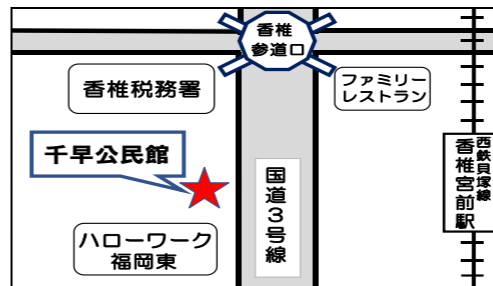 香椎
参道口
香椎税務署
ファミリー
レストラン
千早公民館
国道3号線
西鉄貝塚線
香椎宮前駅
ハローワーク
福岡東